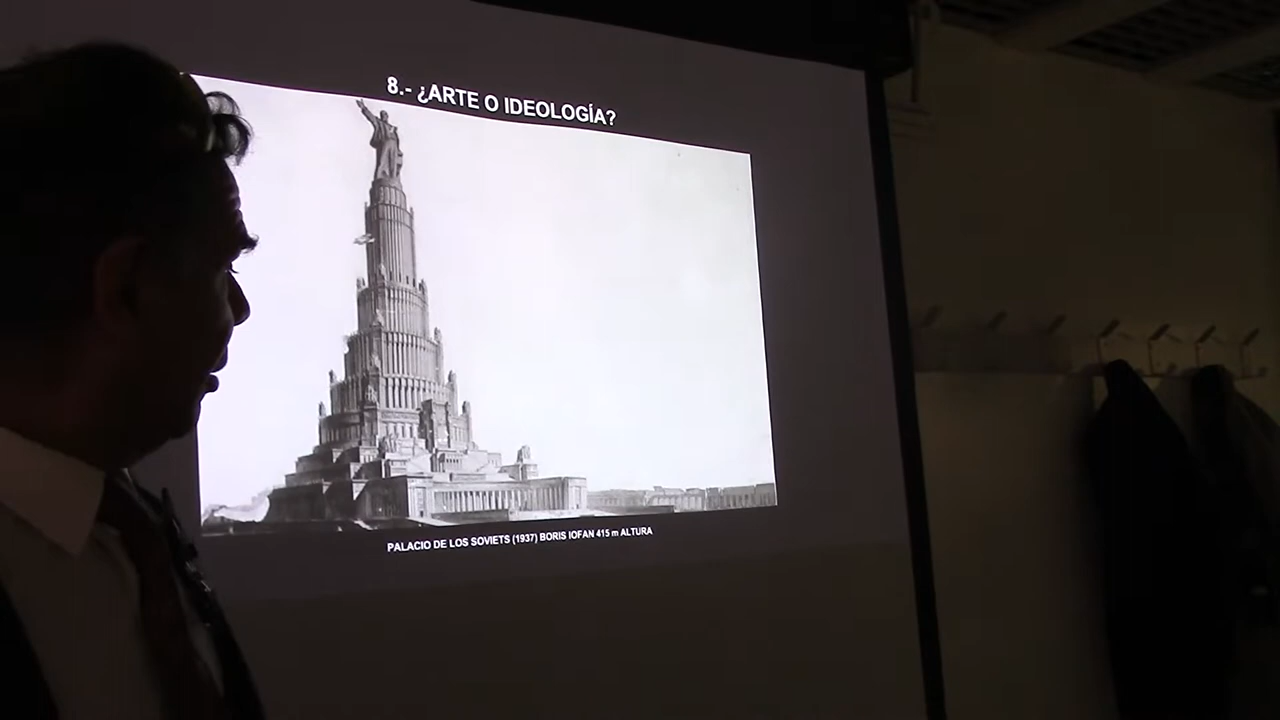 8.- ¿ARTE O IDEOLOGÍA?
PALACIO DE LOS SOVIETS (1937) BORIS IOFAN 415 m ALTURA